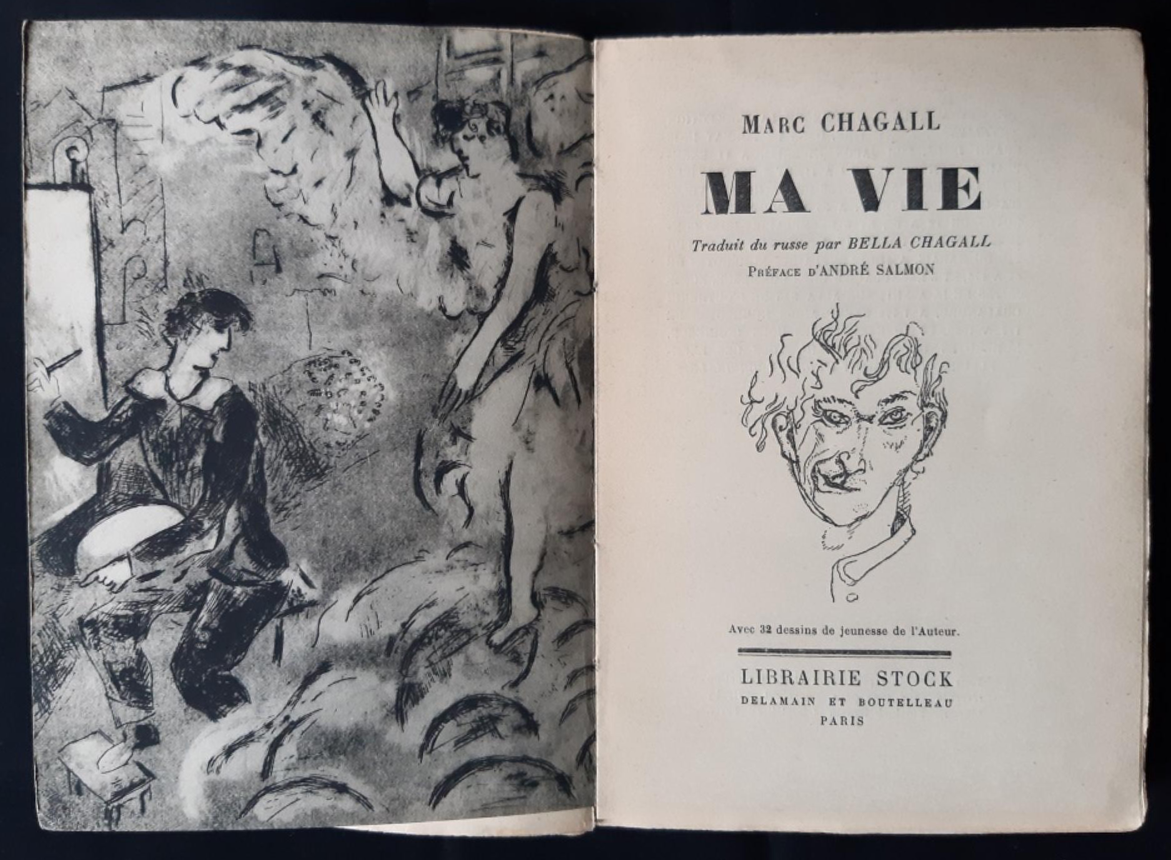 MARC CHAGALL
MA VIE
Traduit du russe par BELLA CHAGALL
PRÉFACE D'ANDRÉ SALMON
Avec 32 dessins de jeunesse de l'Auteur.
LIBRAIRIE STOCK
DELAMAIN ET BOUTELLEAU
PARIS